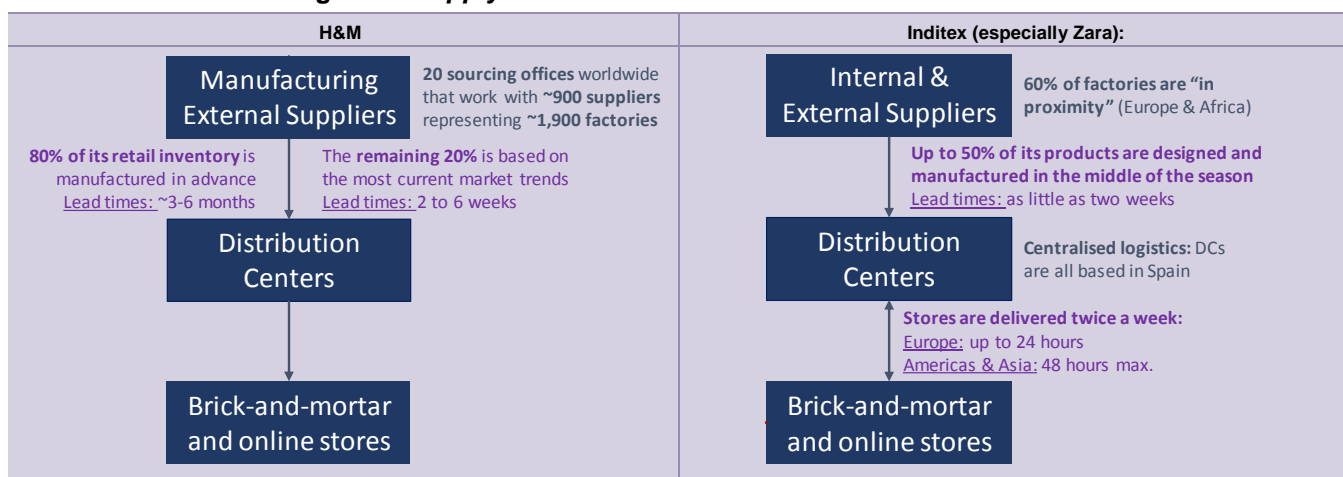 H&M
Manufacturing
External Suppliers
20 sourcing offices worldwide
that work with ~900 suppliers
representing ~1,900 factories
80% of its retail inventory is
manufactured in advance
Lead times: ~3-6 months
The remaining 20% is based on
the most current market trends
Lead times: 2 to 6 weeks
Distribution
Centers
Brick-and-mortar
and online stores
Inditex (especially Zara):
Internal &
External Suppliers
60% of factories are “in
proximity” (Europe & Africa)
Up to 50% of its products are designed and
manufactured in the middle of the season
Lead times: as little as two weeks
Distribution
Centers
Centralised logistics: DCs
are all based in Spain
Stores are delivered twice a week:
Europe: up to 24 hours
Americas & Asia: 48 hours max.
Brick-and-mortar
and online stores